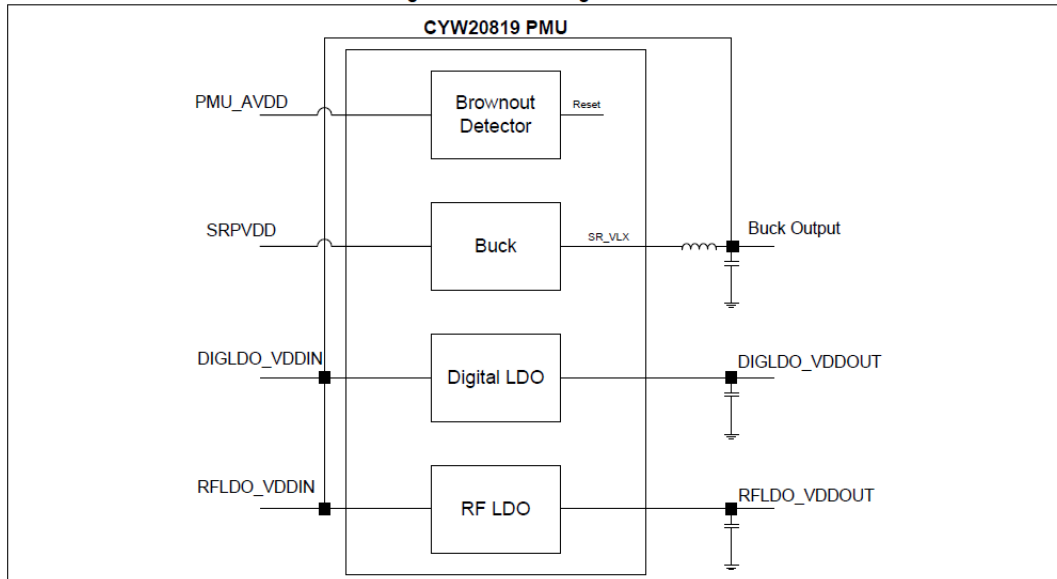 CYW20819 PMU
PMU_AVDD
Brownout
Detector
Reset
SRPVDD
Buck
SR_VLX
Buck Output
DIGLDO_VDDIN
Digital LDO
DIGLDO_VDDOUT
RFLDO_VDDIN
RF LDO
RFLDO_VDDOUT